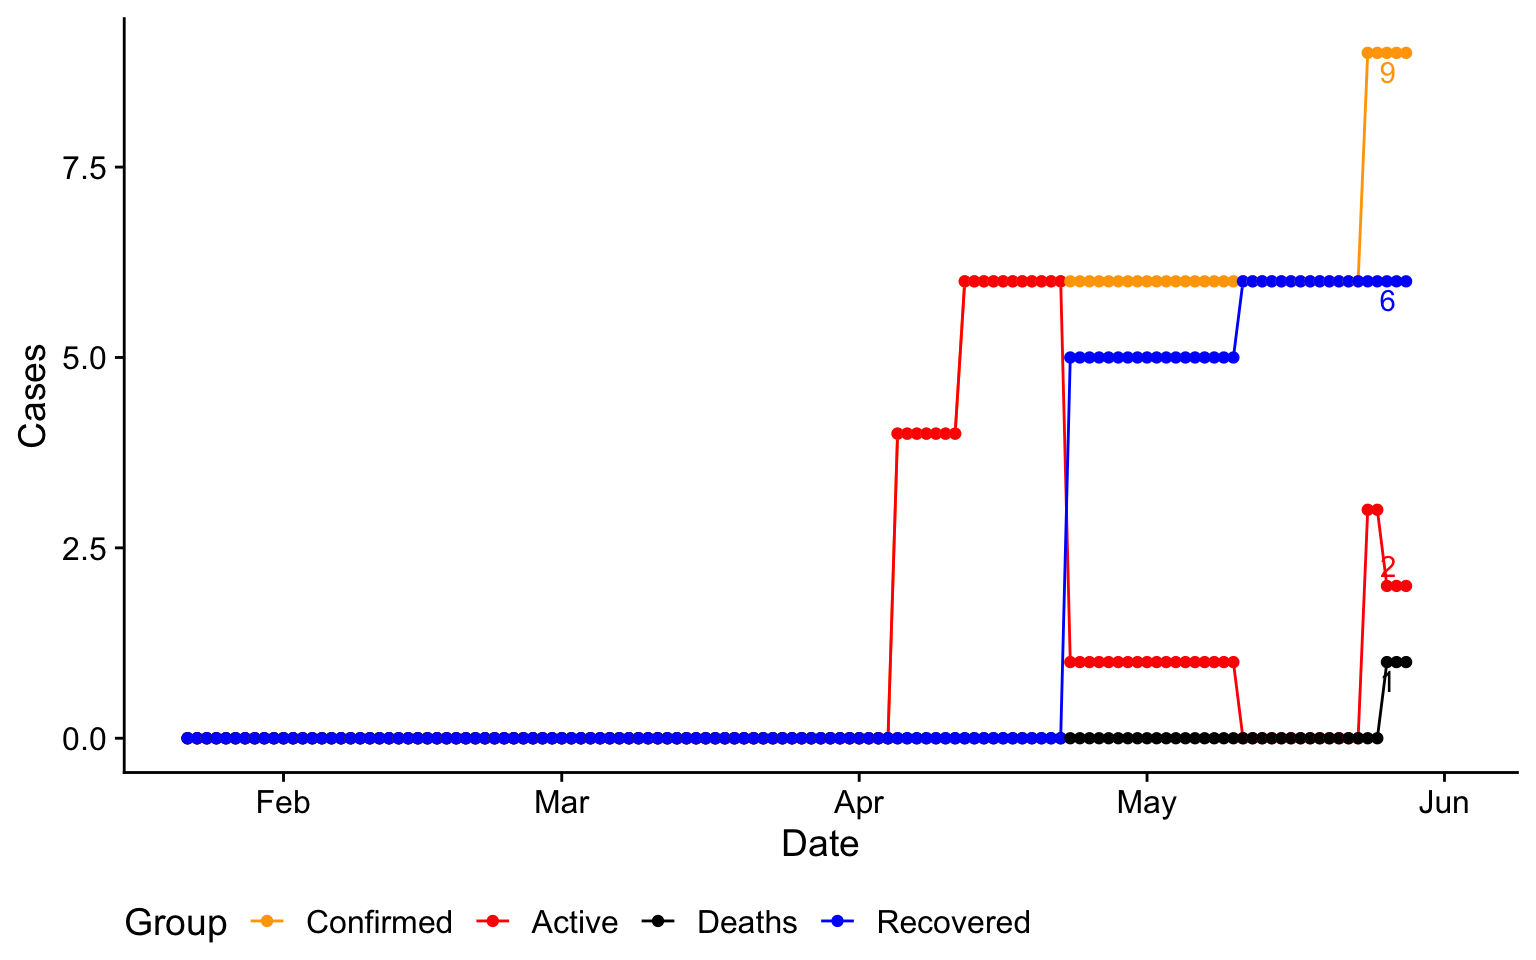 9
7.5
6
5.0
Cases
2.5
2
1
0.0
Feb Mar Apr May Jun
Date
Group Confirmed Active Deaths Recovered